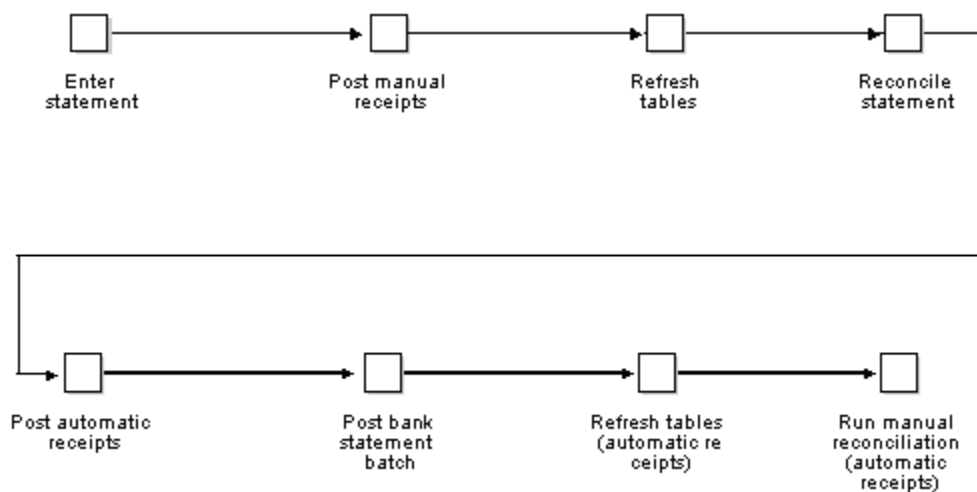 Enter
statement
Post manual
receipts
Refresh
tables
Reconcile
statement
Post automatic
receipts
Post bank
statement
batch
Refresh tables
(automatic re
ceipts)
Run manual
reconciliation
(automatic
receipts)